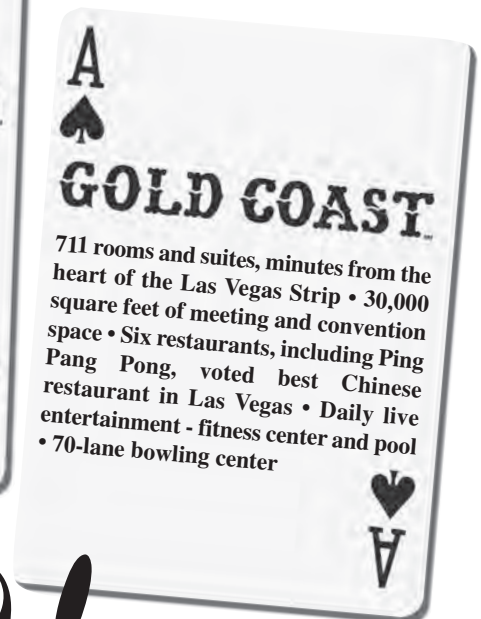 A
GOLD COAST
711 rooms and suites, minutes from the
heart of the Las Vegas Strip • 30,000
square feet of meeting and convention
space • Six restaurants, including Ping
Pang Pong, voted best Chinese
restaurant in Las Vegas • Daily live
entertainment - fitness center and pool
• 70-lane bowling center
A